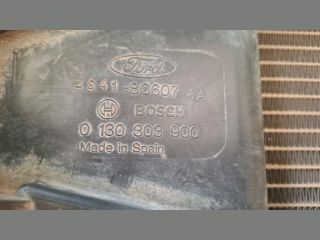 Ford
2S41-8C607 AA
BOSCH
0 130 303 900
Made in Spain